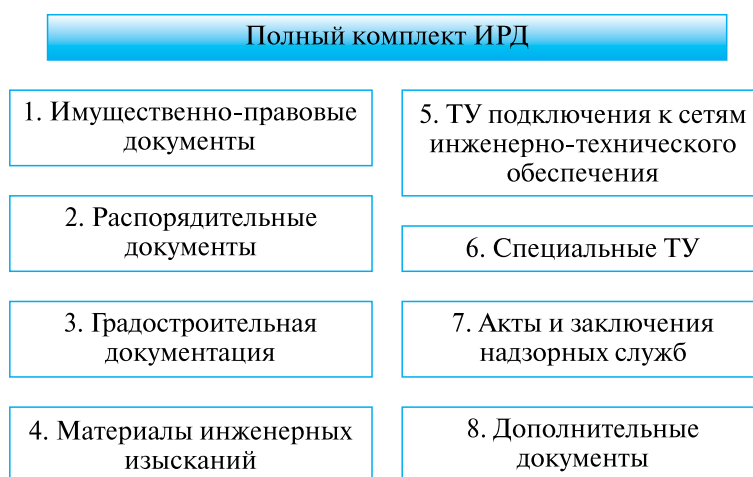 Полный комплект ИРД
1. Имущественно-правовые
документы
2. Распорядительные
документы
3. Градостроительная
документация
4. Материалы инженерных
изысканий
5. ТУ подключения к сетям
инженерно-технического
обеспечения
6. Специальные ТУ
7. Акты и заключения
надзорных служб
8. Дополнительные
документы